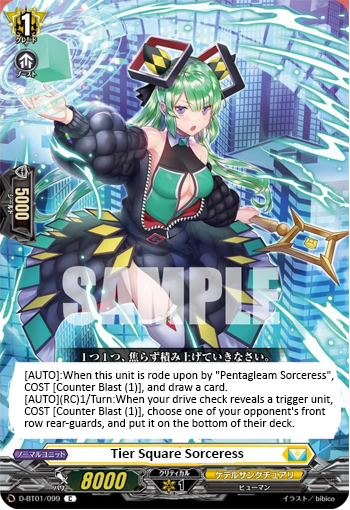 1
グレード
ブースト
5000
シールド
SAMPLE
1つ1つ、焦らず積み上げていきなさい。
[AUTO]:When this unit is rode upon by "Pentagleam Sorceress",
COST [Counter Blast (1)], and draw a card.
[AUTO](RC)1/Turn:When your drive check reveals a trigger unit,
COST [Counter Blast (1)], choose one of your opponent's front
row rear-guards, and put it on the bottom of their deck.
ノーマルユニット
Tier Square Sorceress
パワー 8000
クリティカル
1
ケテルサンクチュアリ
ヒューマン
D-BT01/099 C
イラスト/ bibico